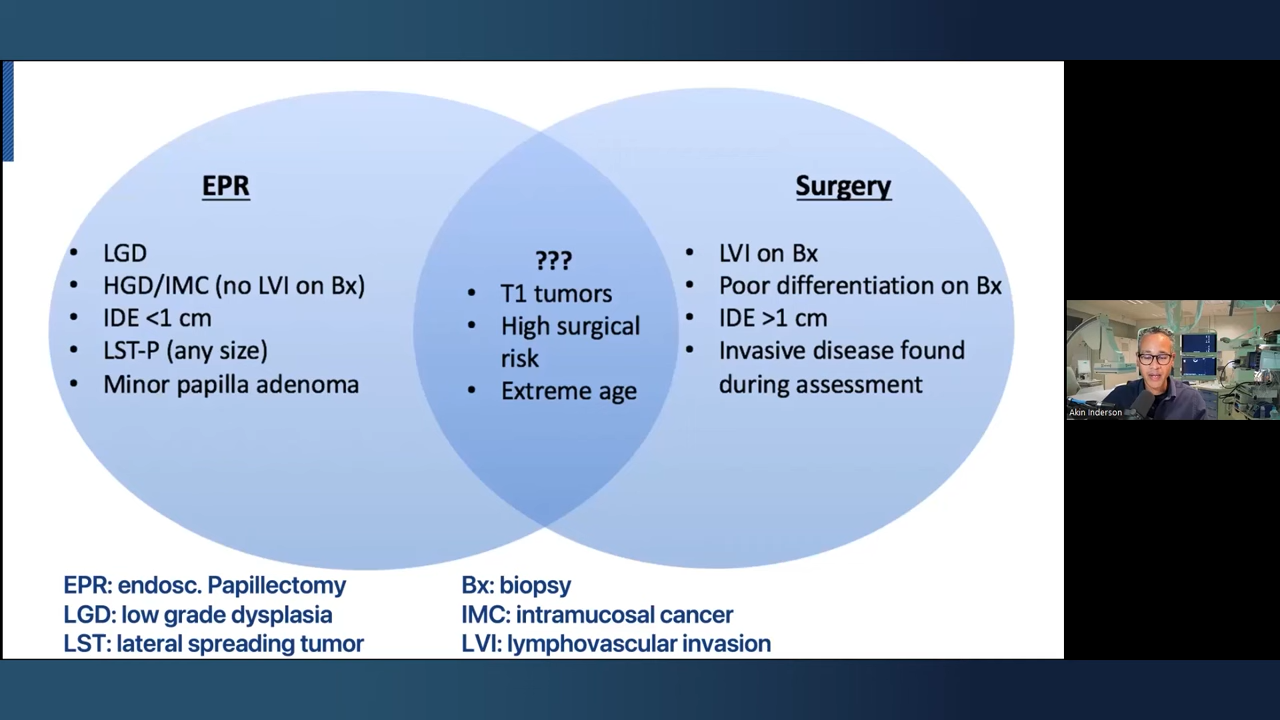 EPR
• LGD
• HGD/IMC (no LVI on Bx)
• IDE <1 cm
• LST-P (any size)
• Minor papilla adenoma
???
• T1 tumors
• High surgical
risk
• Extreme age
Surgery
• LVI on Bx
• Poor differentiation on Bx
• IDE >1 cm
• Invasive disease found
during assessment
EPR: endosc. Papillectomy
LGD: low grade dysplasia
LST: lateral spreading tumor
Bx: biopsy
IMC: intramucosal cancer
LVI: lymphovascular invasion
Akin Inderson